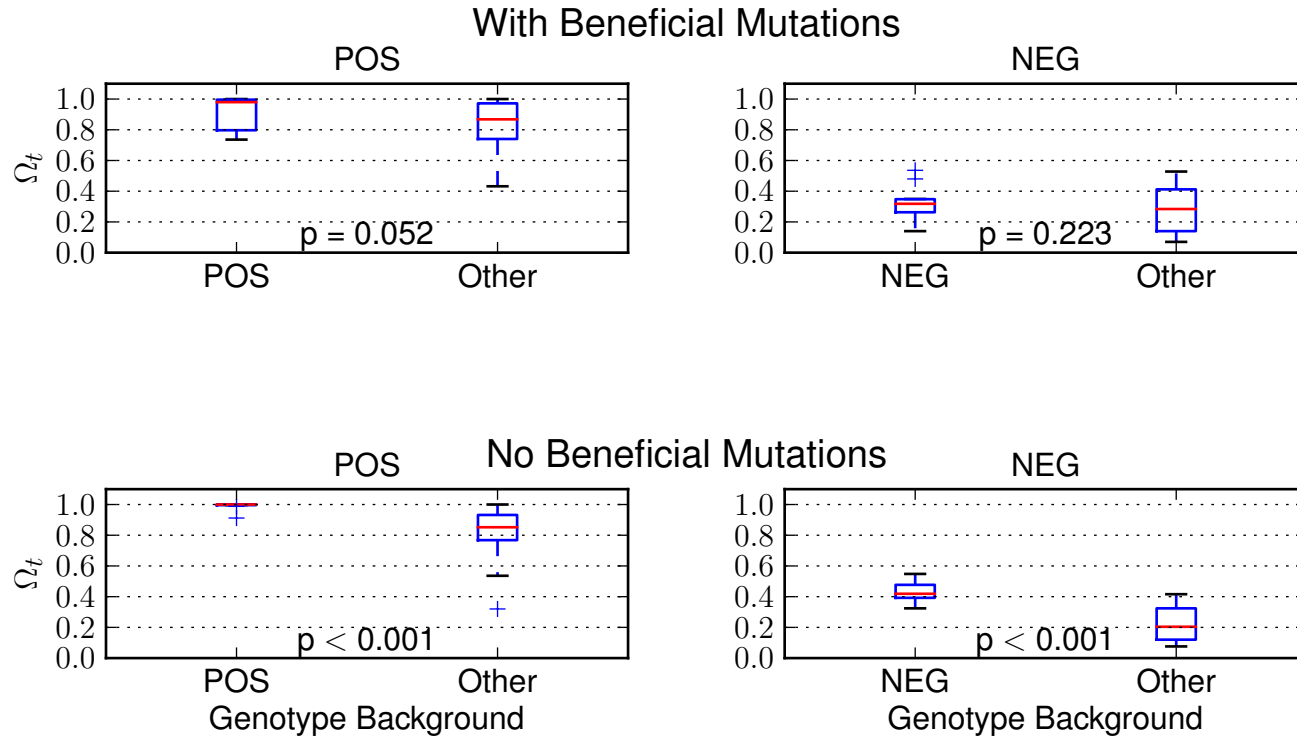 With Beneficial Mutations
POS
NEG
Ωt
1.0
0.8
0.6
0.4
0.2
0.0
p = 0.052
POS Other
1.0
0.8
0.6
0.4
0.2
0.0
p = 0.223
NEG Other
No Beneficial Mutations
POS
NEG
Ωt
1.0
0.8
0.6
0.4
0.2
0.0
p < 0.001
POS Other
Genotype Background
1.0
0.8
0.6
0.4
0.2
0.0
p < 0.001
NEG Other
Genotype Background